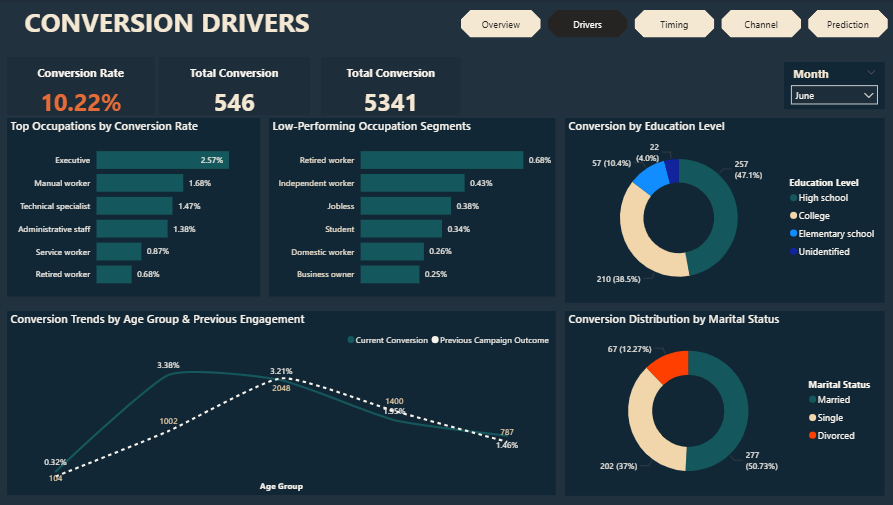 CONVERSION DRIVERS
Overview
Drivers
Timing
Channel
Prediction
Conversion Rate
10.22%
Total Conversion
546
Total Conversion
5341
Month
June
Top Occupations by Conversion Rate
Executive 2.57%
Manual worker 1.68%
Technical specialist 1.47%
Administrative staff 1.38%
Service worker 0.87%
Retired worker 0.68%
Low-Performing Occupation Segments
Retired worker 0.68%
Independent worker 0.43%
Jobless 0.38%
Student 0.34%
Domestic worker 0.26%
Business owner 0.25%
Conversion by Education Level
22
(4.0%)
57 (10.4%)
257
(47.1%)
210 (38.5%)
Education Level
High school
College
Elementary school
Unidentified
Conversion Trends by Age Group & Previous Engagement
Current Conversion Previous Campaign Outcome
3.38%
3.21%
2048
1002
1400
1.95%
787
1.46%
0.32%
104
Age Group
Conversion Distribution by Marital Status
67 (12.27%)
202 (37%)
277
(50.73%)
Marital Status
Married
Single
Divorced